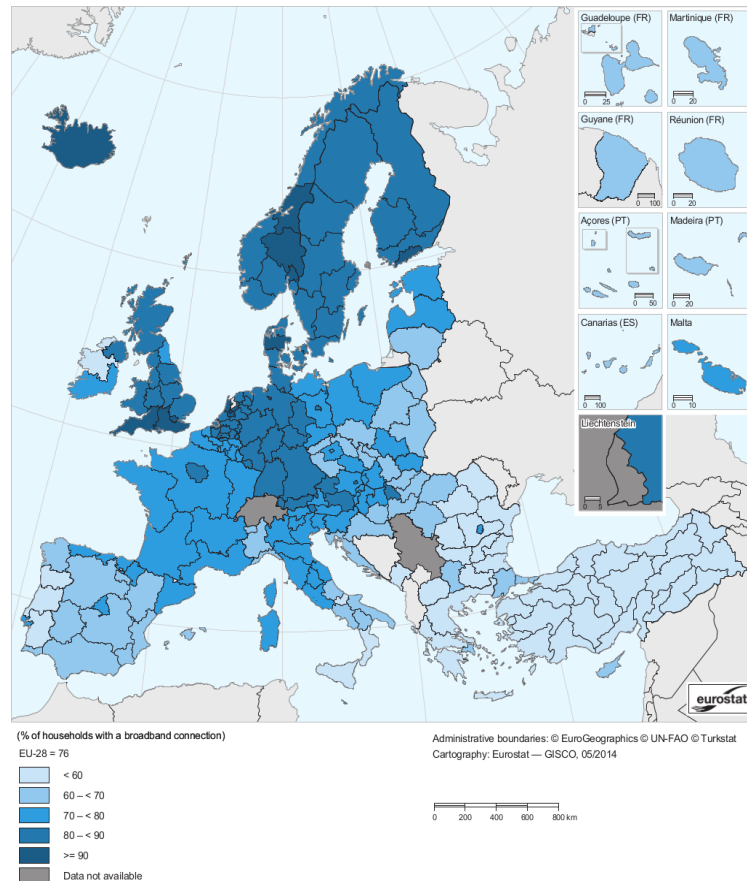 Guadeloupe (FR)
0 25
Martinique (FR)
0 20
Guyane (FR)
0 100
Réunion (FR)
0 20
Açores (PT)
0 50
Madeira (PT)
0 20
Canarias (ES)
0 100
Malta
0 10
Liechtenstein
0 5
eurostat
(% of households with a broadband connection)
EU-28 = 76
< 60
60 – < 70
70 – < 80
80 – < 90
>= 90
Data not available
Administrative boundaries: © EuroGeographics © UN-FAO © Turkstat
Cartography: Eurostat — GISCO, 05/2014
0 200 400 600 800 km